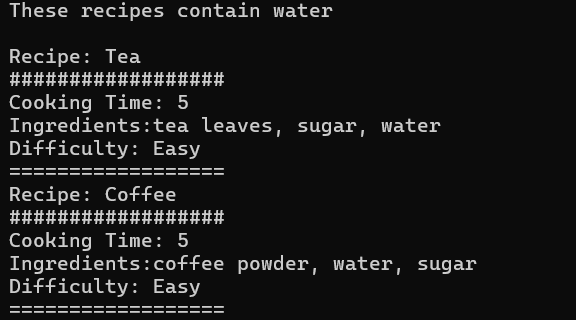 These recipes contain water
Recipe: Tea
##################
Cooking Time: 5
Ingredients:tea leaves, sugar, water
Difficulty: Easy
==================
Recipe: Coffee
##################
Cooking Time: 5
Ingredients:coffee powder, water, sugar
Difficulty: Easy
==================